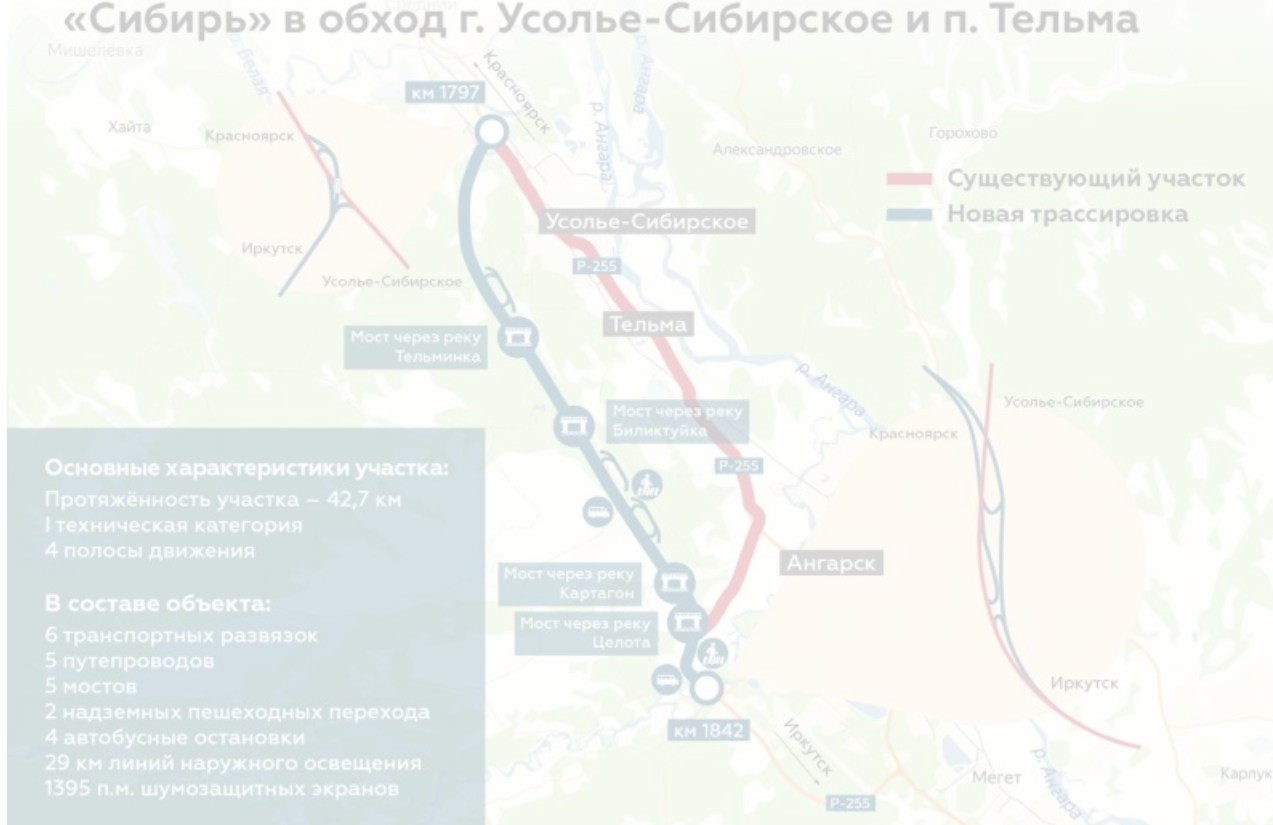 «Сибирь» в обход г. Усолье-Сибирское и п. Тельма
Средний
Мишелёвка
р. Белая
Хайта
км 1797
Красноярск
р. Ангара
р. Ангара
Александровское
Горохово
Существующий участок
Новая трассировка
Красноярск
Иркутск
Усолье-Сибирское
Усолье-Сибирское
Р-255
Тельма
Мост через реку
Тельминка
р. Ангара
Мост через реку
Биликтуйка
Р-255
Усолье-Сибирское
Красноярск
Иркутск
Ангарск
Мост через реку
Картагон
Мост через реку
Целота
км 1842
Иркутск
Р-255
Мегет
р. Ангара
Карлук
Основные характеристики участка:
Протяжённость участка – 42,7 км
I техническая категория
4 полосы движения
В составе объекта:
6 транспортных развязок
5 путепроводов
5 мостов
2 надземных пешеходных перехода
4 автобусные остановки
29 км линий наружного освещения
1395 п.м. шумозащитных экранов